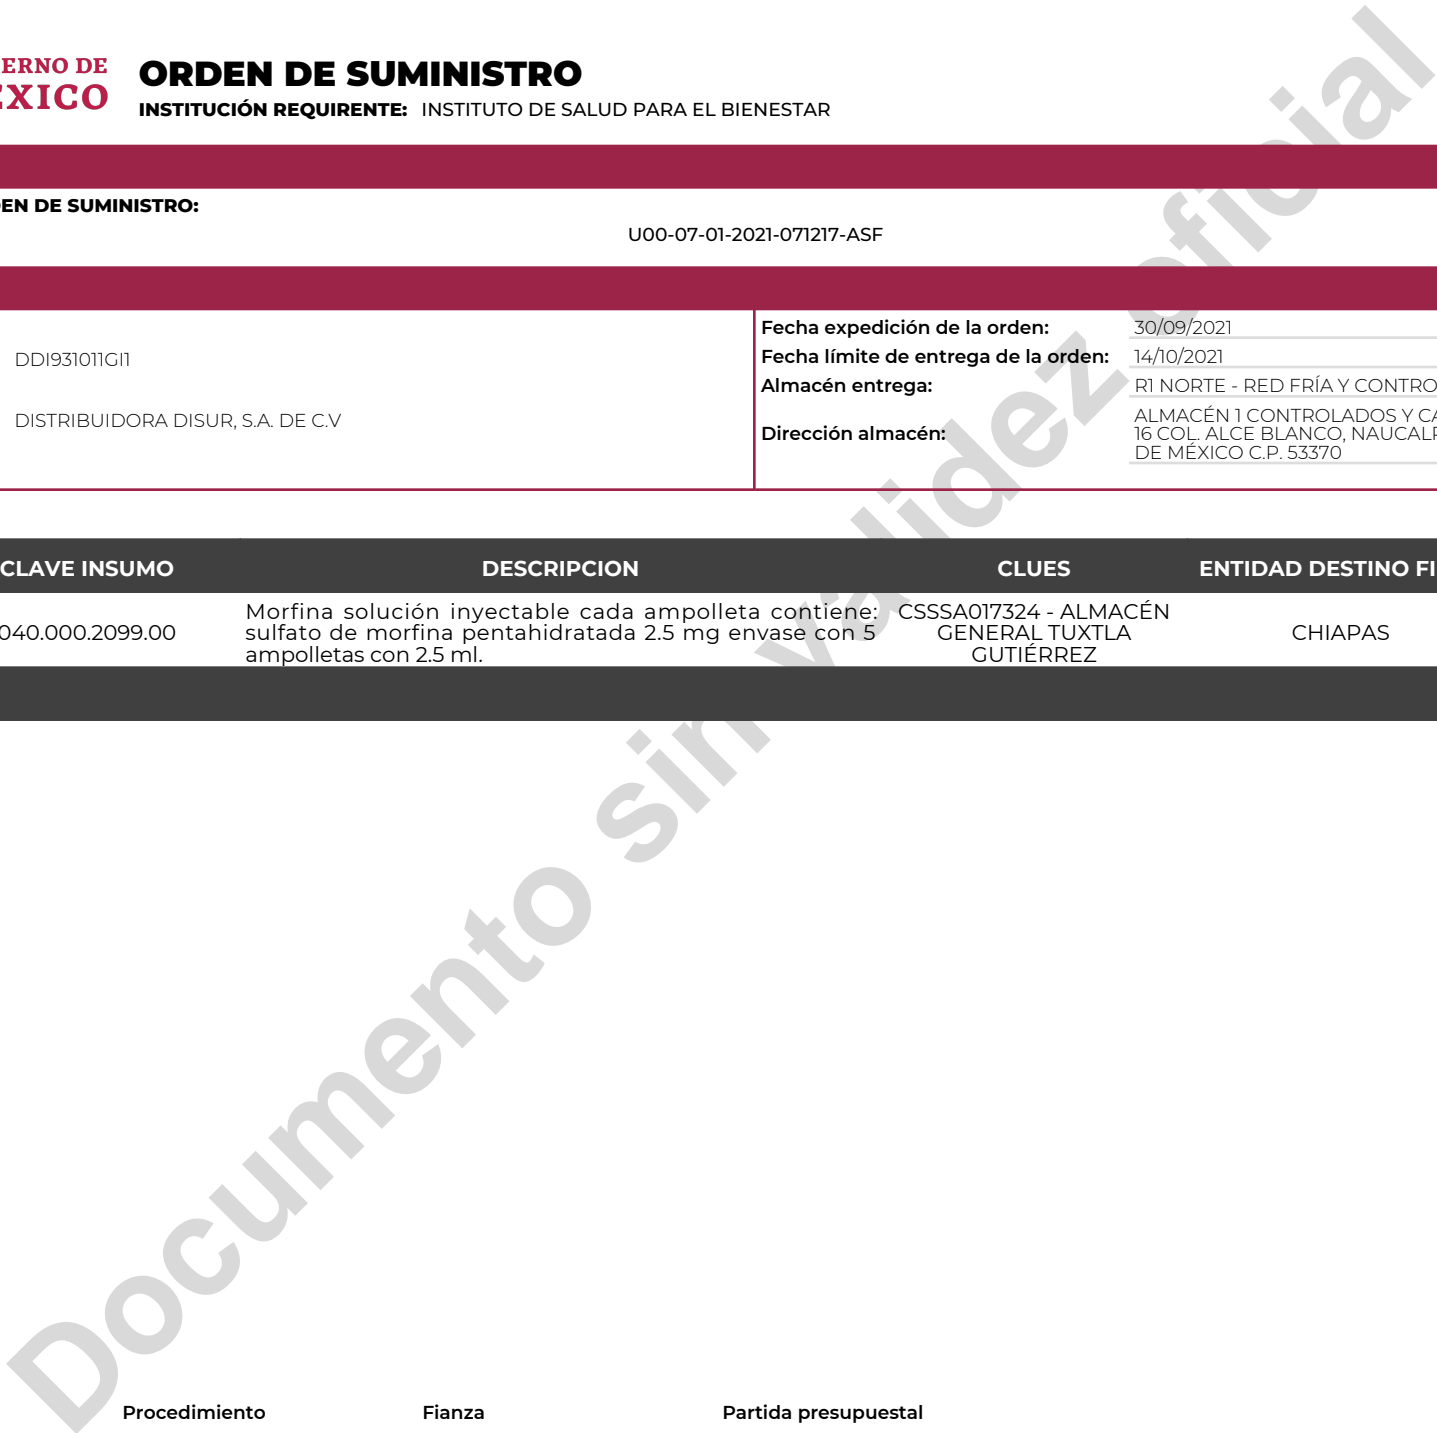 ERNO DE
ÉXICO
ORDEN DE SUMINISTRO
INSTITUCIÓN REQUIRENTE: INSTITUTO DE SALUD PARA EL BIENESTAR
EN DE SUMINISTRO:
U00-07-01-2021-071217-ASF
DDI931011GI1
DISTRIBUIDORA DISUR, S.A. DE C.V
Fecha expedición de la orden: 30/09/2021
Fecha límite de entrega de la orden: 14/10/2021
Almacén entrega: R1 NORTE - RED FRÍA Y CONTRO
Dirección almacén: ALMACÉN 1 CONTROLADOS Y CA
16 COL. ALCE BLANCO, NAUCALP
DE MÉXICO C.P. 53370
CLAVE INSUMO DESCRIPCION CLUES ENTIDAD DESTINO FI
040.000.2099.00
Morfina solución inyectable cada ampolleta contiene:
sulfato de morfina pentahidratada 2.5 mg envase con 5
ampolletas con 2.5 ml.
CSSSA017324 - ALMACÉN
GENERAL TUXTLA
GUTIÉRREZ
CHIAPAS
Documento sin validez oficial
Procedimiento Fianza Partida presupuestal